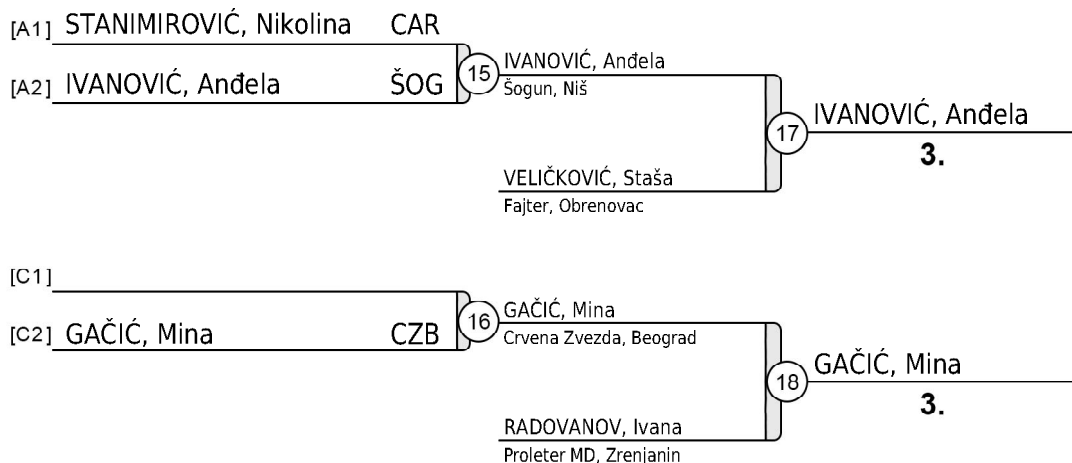 [A1] STANIMIROVIĆ, Nikolina CAR
[A2] IVANOVIĆ, Anđela ŠOG
15
IVANOVIĆ, Anđela
Šogun, Niš
VELIČKOVIĆ, Staša
Fajter, Obrenovac
17
IVANOVIĆ, Anđela
3.
[C1]
[C2] GAČIĆ, Mina CZB
16
GAČIĆ, Mina
Crvena Zvezda, Beograd
RADOVANOV, Ivana
Proleter MD, Zrenjanin
18
GAČIĆ, Mina
3.